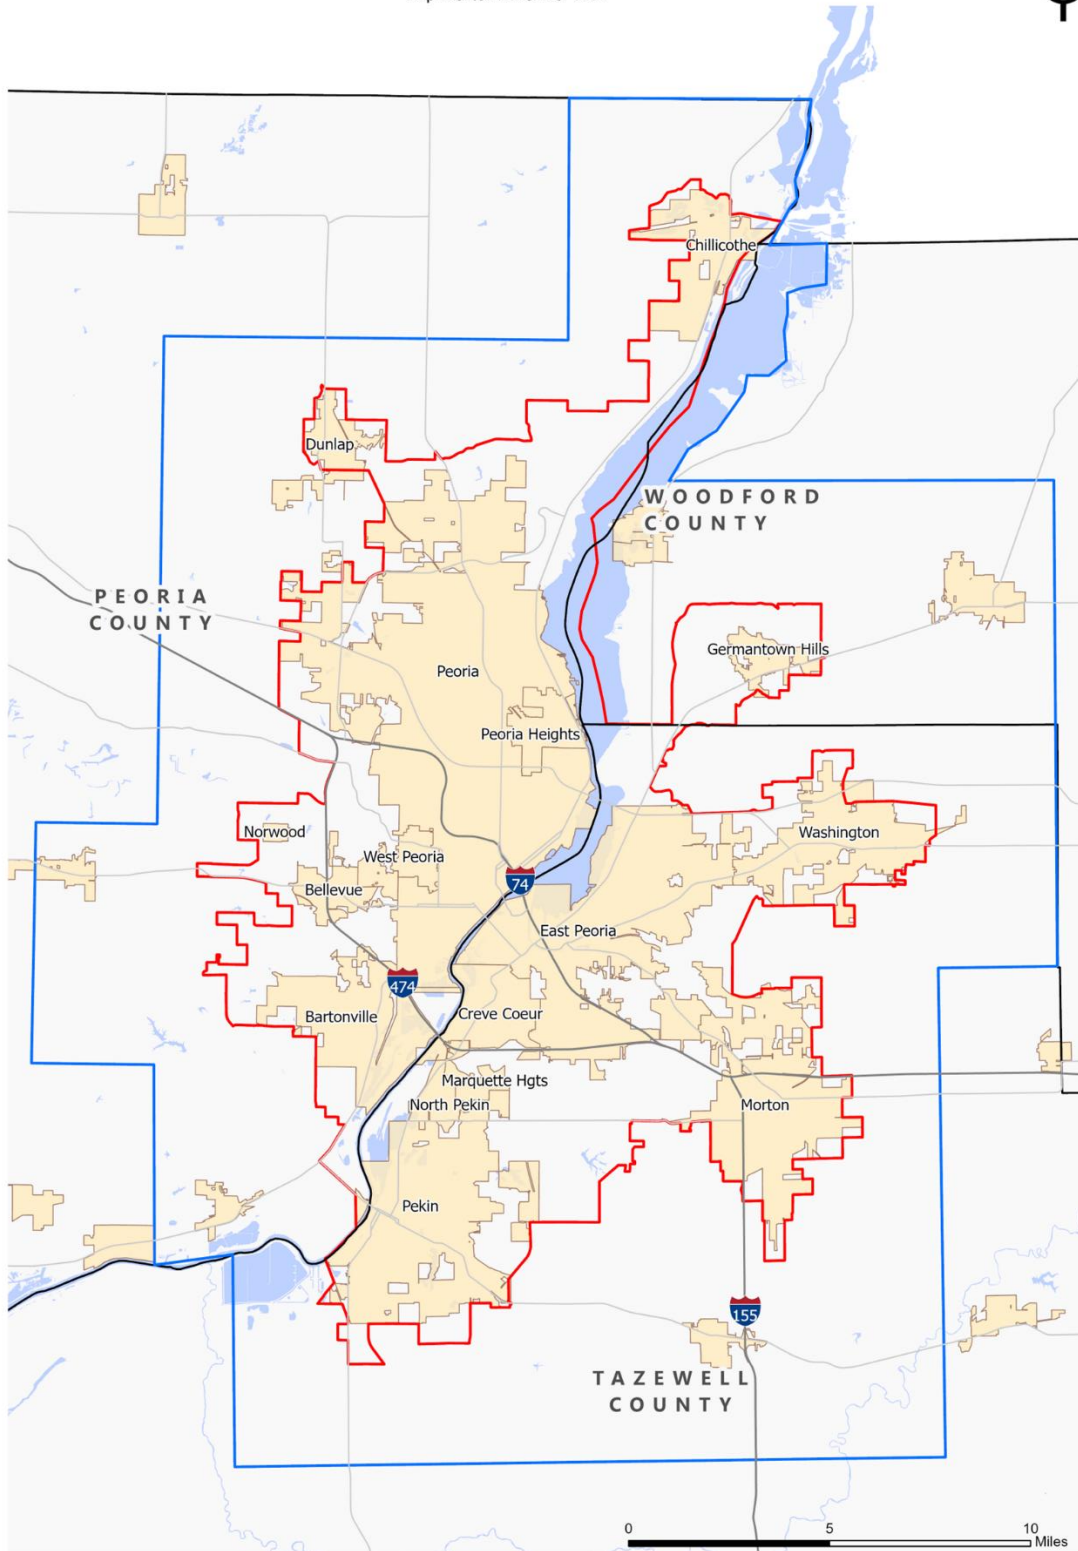 Chillicothe
Dunlap
WOODFORD
COUNTY
PEORIA
COUNTY
Germantown Hills
Peoria
Peoria Heights
Norwood
West Peoria
Washington
Bellevue
74
East Peoria
474
Bartonville
Creve Coeur
Marquette Hgts
North Pekin
Morton
Pekin
155
TAZEWELL
COUNTY
0 5 10
Miles